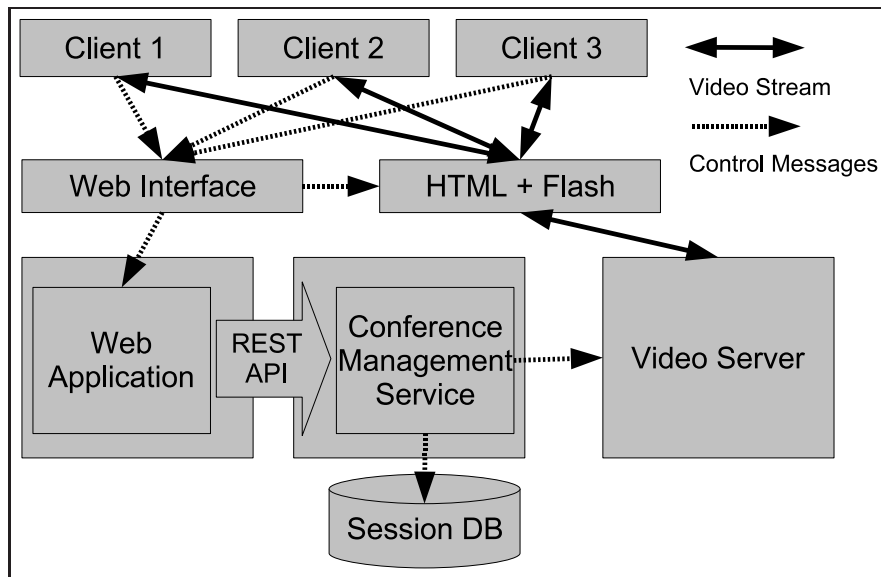 Client 1
Client 2
Client 3
Video Stream
Control Messages
Web Interface
HTML + Flash
Web
Application
REST
API
Conference
Management
Service
Video Server
Session DB